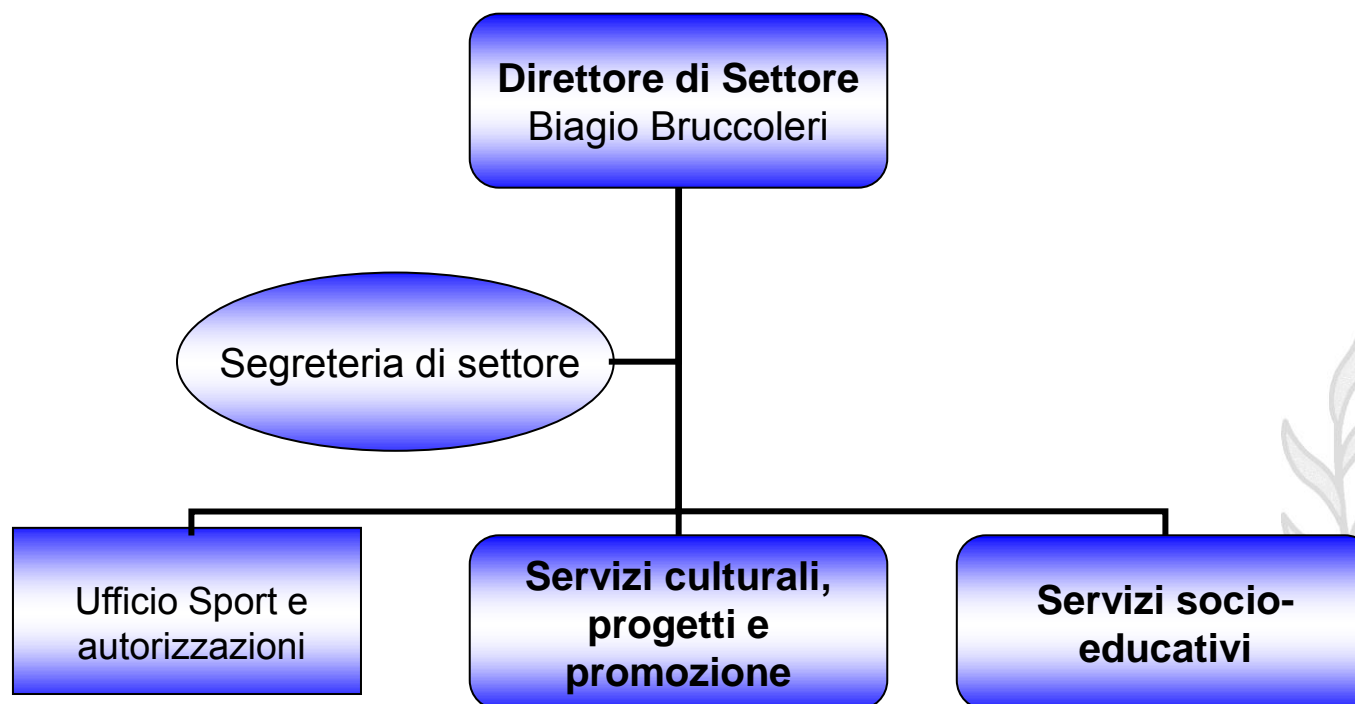 Direttore di Settore
Biagio Bruccoleri
Segreteria di settore
Ufficio Sport e
autorizzazioni
Servizi culturali,
progetti e
promozione
Servizi socio-
educativi